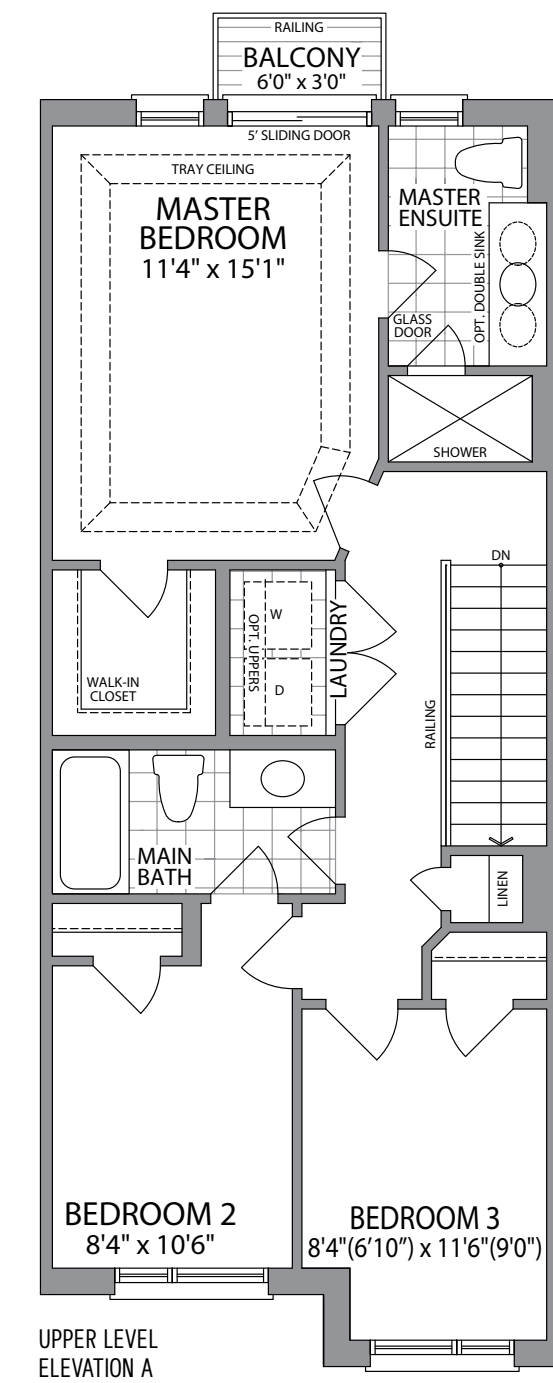 RAILING
BALCONY
6'0" x 3'0"
5' SLIDING DOOR
TRAY CEILING
MASTER
BEDROOM
11'4" x 15'1"
MASTER
ENSUITE
OPT. DOUBLE SINK
GLASS
DOOR
SHOWER
DN
W
OPT. UPPERS
D
LAUNDRY
WALK-IN
CLOSET
RAILING
MAIN
BATH
LINEN
BEDROOM 2
8'4" x 10'6"
BEDROOM 3
8'4"(6'10") x 11'6"(9'0")
UPPER LEVEL
ELEVATION A